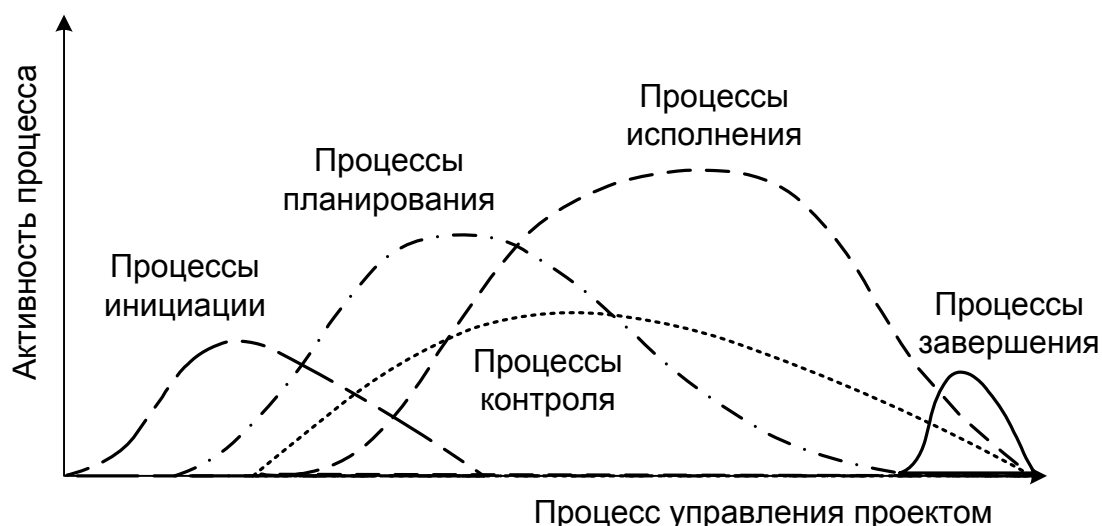 Активность процесса
Процессы
инициации
Процессы
планирования
Процессы
исполнения
Процессы
контроля
Процессы
завершения
Процесс управления проектом